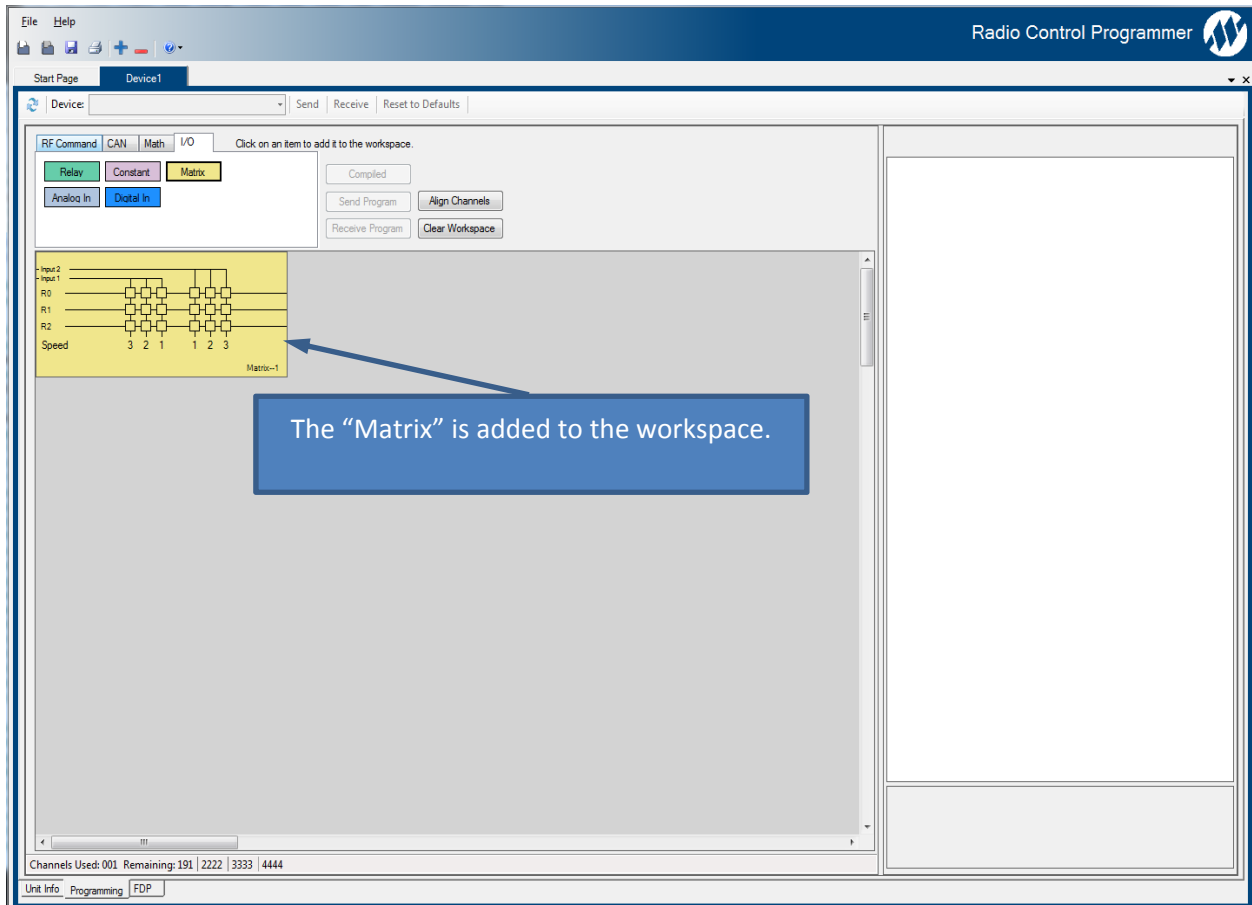 File Help
Radio Control Programmer
Start Page Device1
Device: Send Receive Reset to Defaults
RF Command CAN Math I/O Click on an item to add it to the workspace.
Relay Constant Matrix
Analog In Digital In
Compiled
Send Program Align Channels
Receive Program Clear Workspace
Input 2
Input 1
R0
R1
R2
Speed 3 2 1 1 2 3
Matrix--1
The “Matrix” is added to the workspace.
Channels Used: 001 Remaining: 191 2222 3333 4444
Unit Info Programming FDP